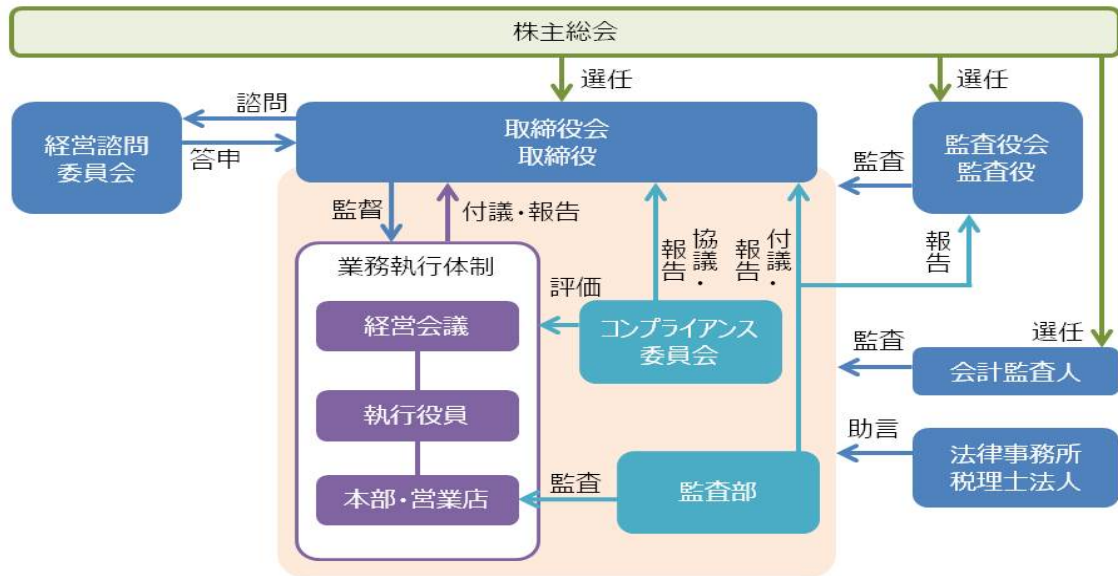 株主総会
選任
選任
諮問
取締役会
取締役
経営諮問
委員会
答申
監査役会
監査役
監査
監督
付議・報告
協議・
報告
付議・
報告
報告
業務執行体制
評価
経営会議
コンプライアンス
委員会
選任
監査
会計監査人
執行役員
助言
法律事務所
税理士法人
本部・営業店
監査
監査部